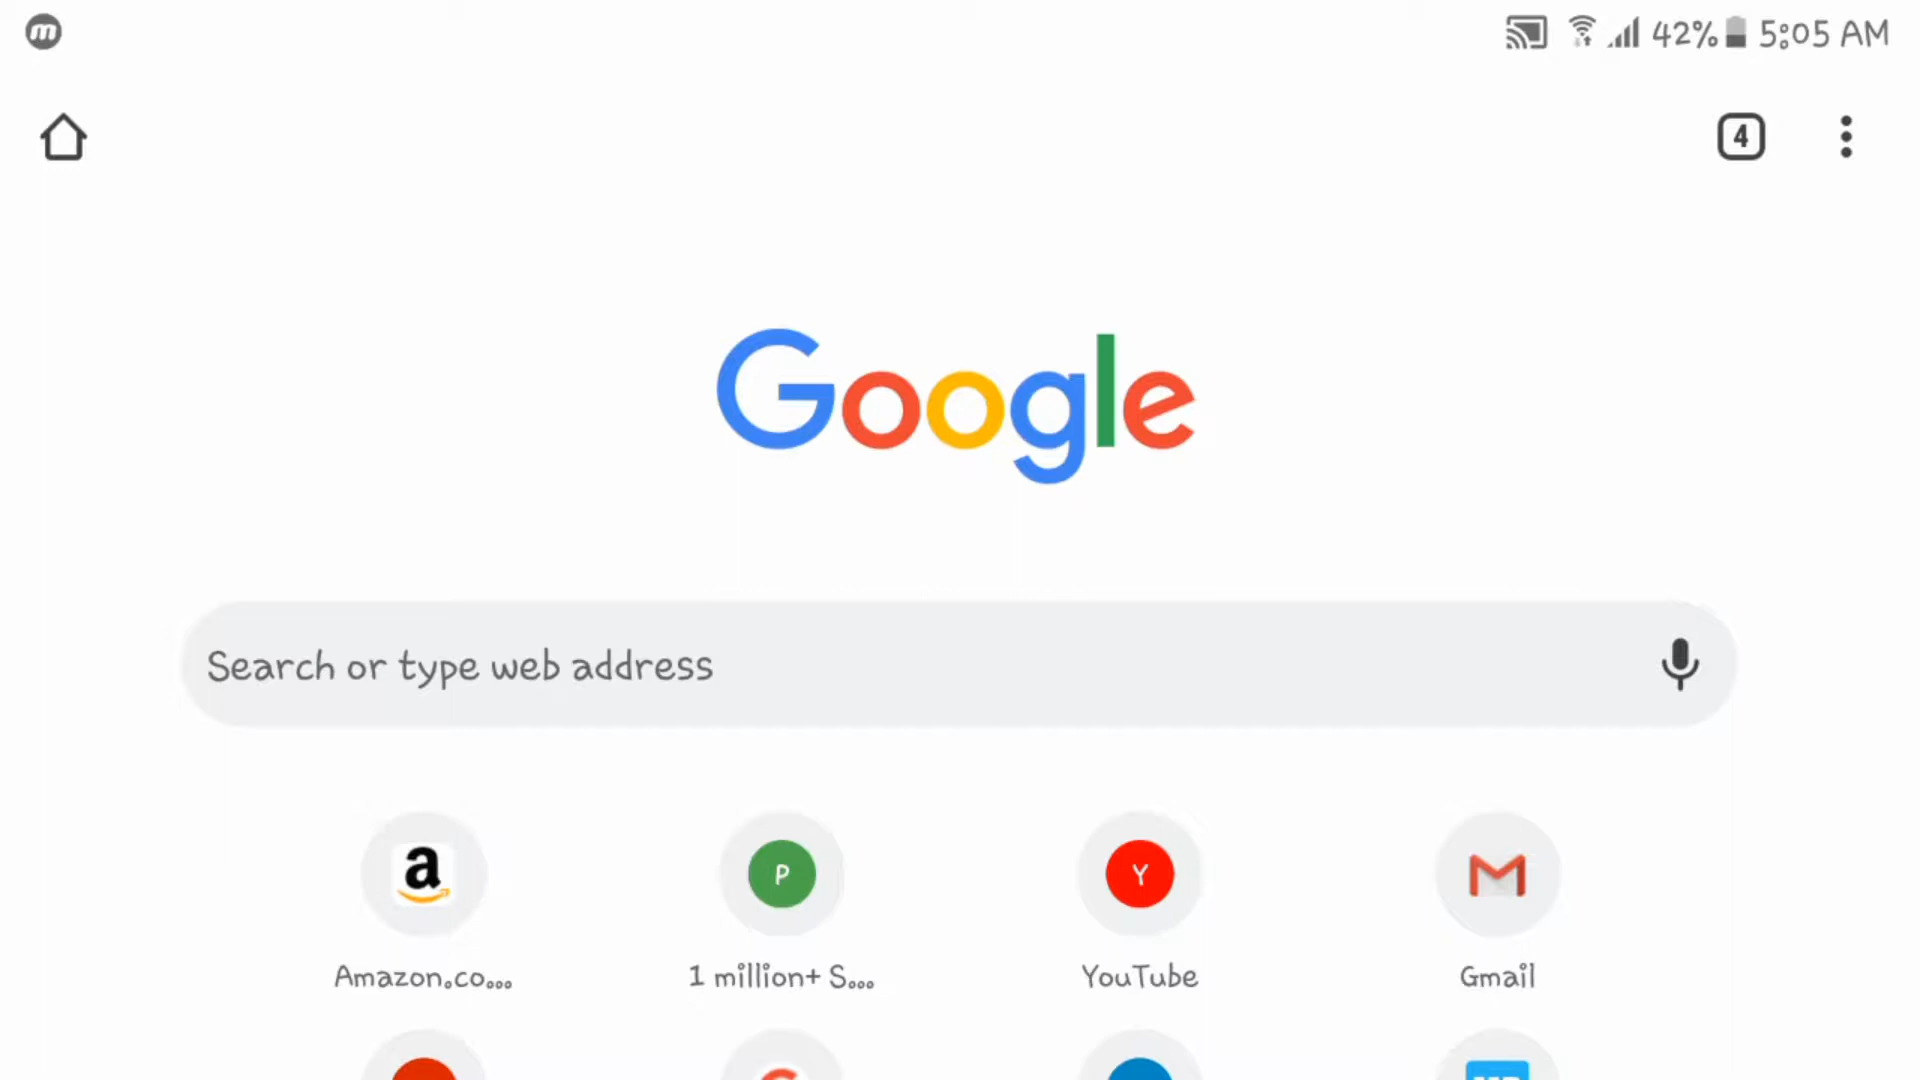 m 42% 5:05 AM
4
Google
Search or type web address
a P Y M
Amazon.co... 1 million+ S... YouTube Gmail